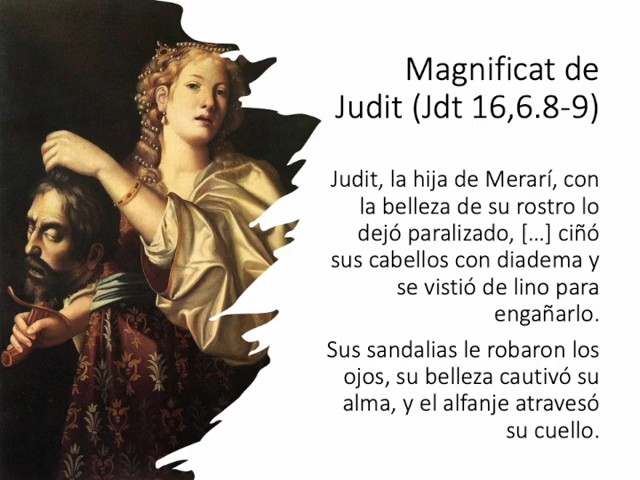 Magnificat de
Judit (Jdt 16,6.8-9)
Judit, la hija de Merarí, con
la belleza de su rostro lo
dejó paralizado, […] ciñó
sus cabellos con diadema y
se vistió de lino para
engañarlo.
Sus sandalias le robaron los
ojos, su belleza cautivó su
alma, y el alfanje atravesó
su cuello.